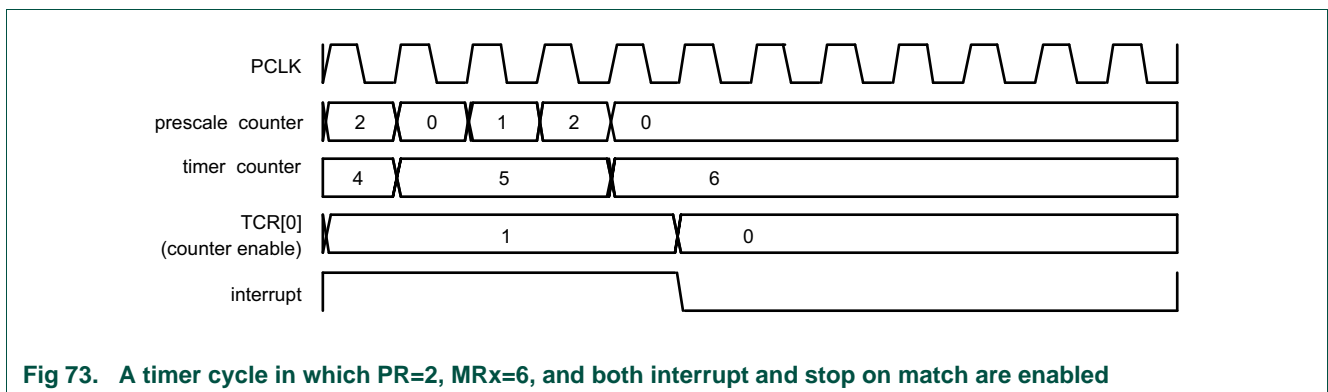 PCLK
prescale counter 2 0 1 2 0
timer counter 4 5 6
TCR[0]
(counter enable) 1 0
interrupt
Fig 73. A timer cycle in which PR=2, MRx=6, and both interrupt and stop on match are enabled